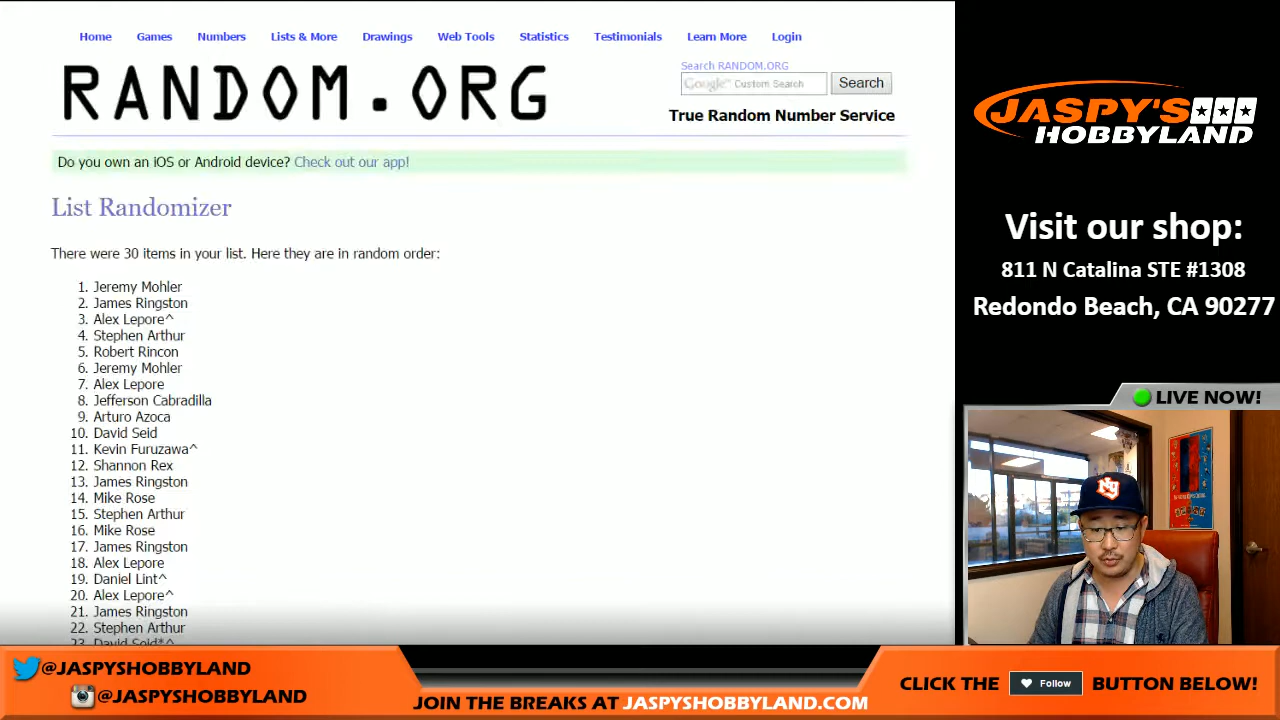 Home Games Numbers Lists & More Drawings Web Tools Statistics Testimonials Learn More Login
RANDOM.ORG
Search RANDOM.ORG
Google™ Custom Search Search
True Random Number Service
Do you own an iOS or Android device? Check out our app!
List Randomizer
There were 30 items in your list. Here they are in random order:
1. Jeremy Mohler
2. James Ringston
3. Alex Lepore^
4. Stephen Arthur
5. Robert Rincon
6. Jeremy Mohler
7. Alex Lepore
8. Jefferson Cabradilla
9. Arturo Azoca
10. David Seid
11. Kevin Furuzawa^
12. Shannon Rex
13. James Ringston
14. Mike Rose
15. Stephen Arthur
16. Mike Rose
17. James Ringston
18. Alex Lepore
19. Daniel Lint^
20. Alex Lepore^
21. James Ringston
22. Stephen Arthur
23. David Seid*^
JASPY'S
HOBBYLAND
Visit our shop:
811 N Catalina STE #1308
Redondo Beach, CA 90277
LIVE NOW!
NY
@JASPYSHOBBYLAND
@JASPYSHOBBYLAND
JOIN THE BREAKS AT JASPYSHOBBYLAND.COM
CLICK THE Follow BUTTON BELOW!